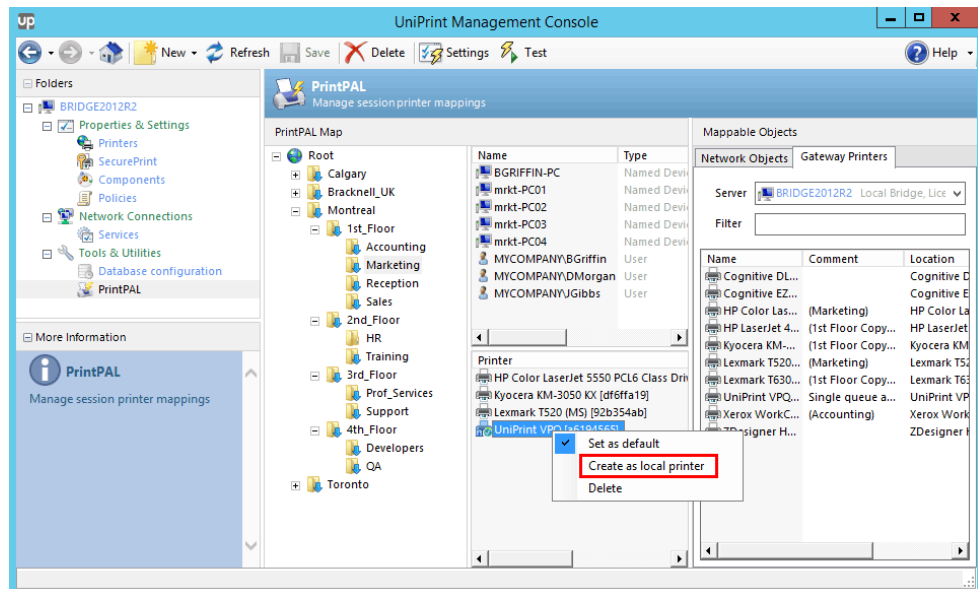 up
UniPrint Management Console
New
Refresh
Save
Delete
Settings
Test
Help
Folders
BRIDGE2012R2
Properties & Settings
Printers
SecurePrint
Components
Policies
Network Connections
Services
Tools & Utilities
Database configuration
PrintPAL
More Information
PrintPAL
Manage session printer mappings
PrintPAL
Manage session printer mappings
PrintPAL Map
Root
Calgary
Bracknell_UK
Montreal
1st_Floor
Accounting
Marketing
Reception
Sales
2nd_Floor
HR
Training
3rd_Floor
Prof_Services
Support
4th_Floor
Developers
QA
Toronto
Name Type
BGRIFFIN-PC Named Devi
mrkt-PC01 Named Devi
mrkt-PC02 Named Devi
mrkt-PC03 Named Devi
mrkt-PC04 Named Devi
MYCOMPANY\BGriffin User
MYCOMPANY\DMorgan User
MYCOMPANY\JGibbs User
Printer
HP Color LaserJet 5550 PCL6 Class Driv
Kyocera KM-3050 KX [df6ffa19]
Lexmark T520 (MS) [92b354ab]
UniPrint VPQ [a6194565]
Set as default
Create as local printer
Delete
Mappable Objects
Network Objects Gateway Printers
Server BRIDGE2012R2 Local Bridge, Lice
Filter
Name Comment Location
Cognitive DL... Cognitive D
Cognitive EZ... Cognitive E
HP Color Las... (Marketing) HP Color La
HP LaserJet 4... (1st Floor Copy... HP LaserJet
Kyocera KM-... (1st Floor Copy... Kyocera KM
Lexmark T520... (Marketing) Lexmark T52
Lexmark T630... (1st Floor Copy... Lexmark T63
UniPrint VPQ... Single queue a... UniPrint VP
Xerox WorkC... (Accounting) Xerox Work
ZDesigner H... ZDesigner H